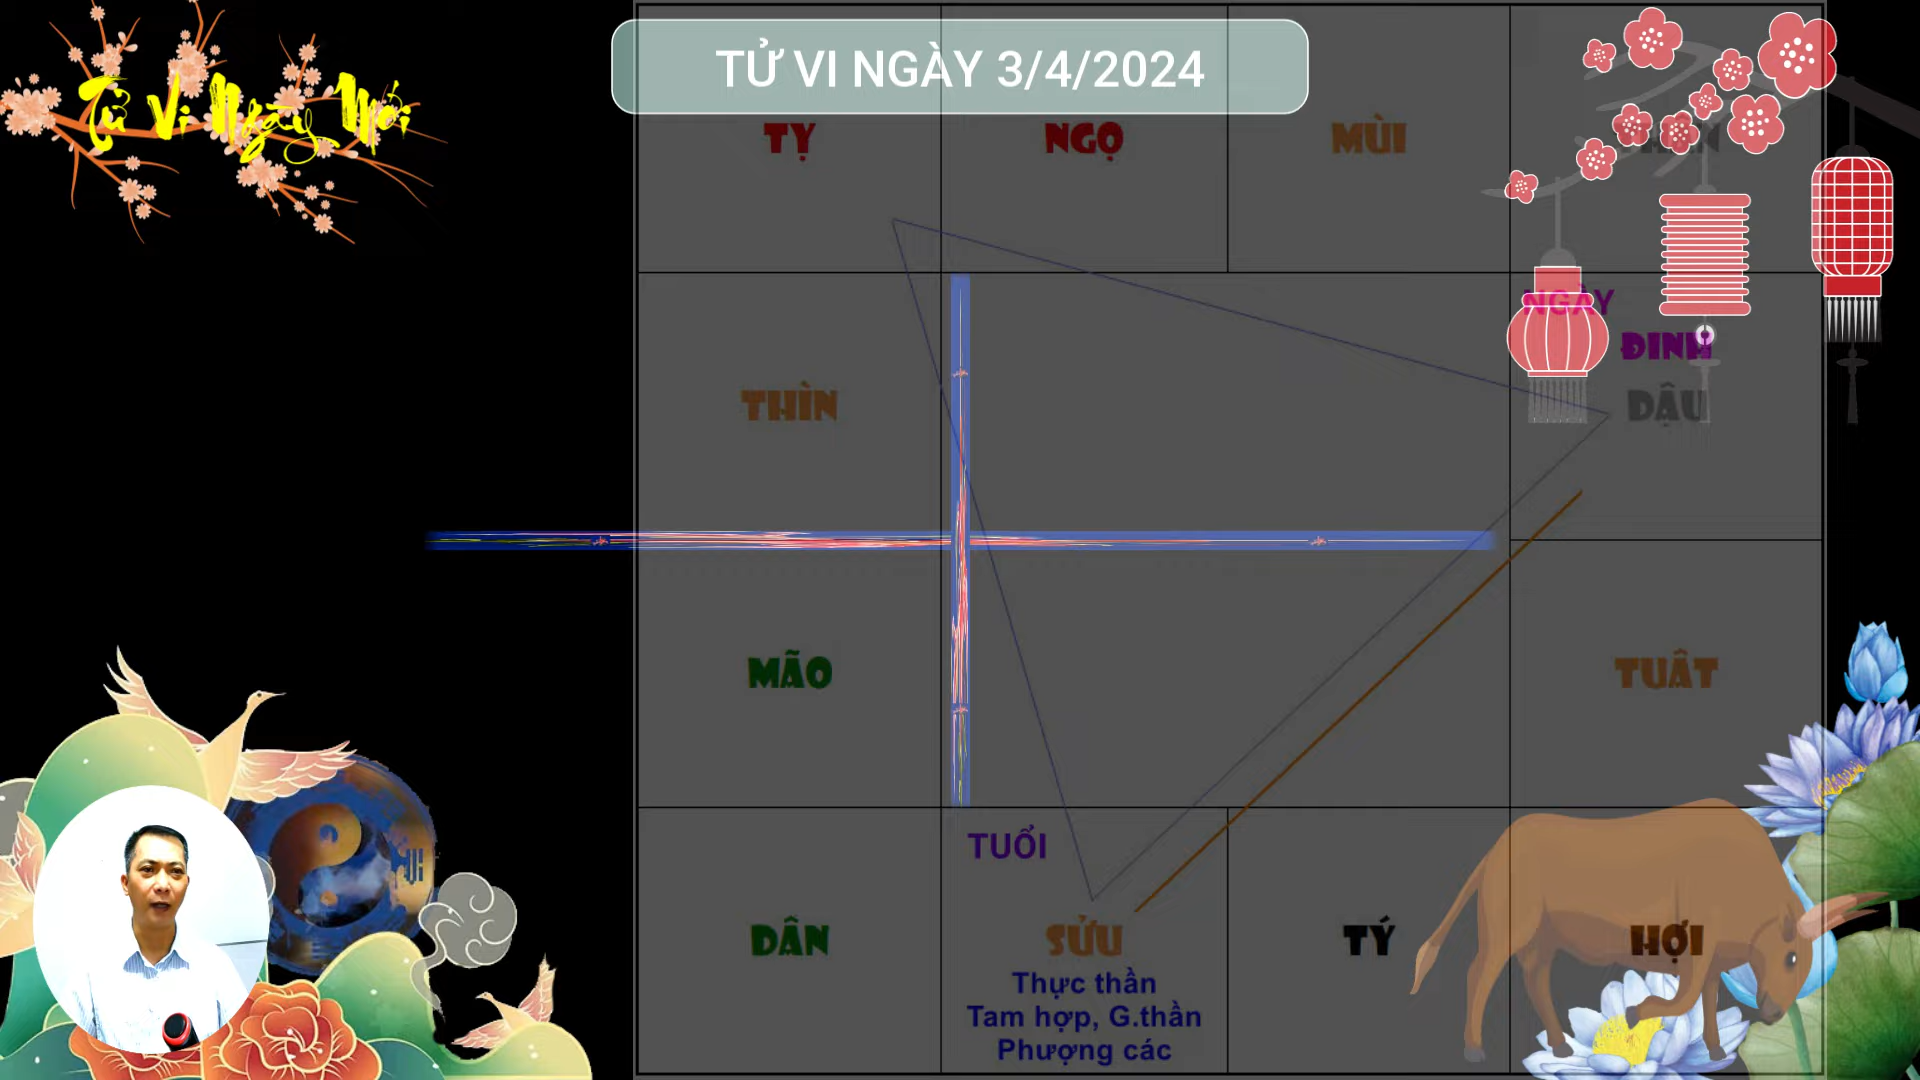 TỬ VI NGÀY 3/4/2024
Tử Vi Ngày Mới
TỴ
NGỌ
MÙI
NGÀY
ĐINH
DẬU
THÌN
MÃO
TUẤT
TUỔI
DẦN
SỬU
TÝ
HỢI
Thực thần
Tam hợp, G.thần
Phượng các